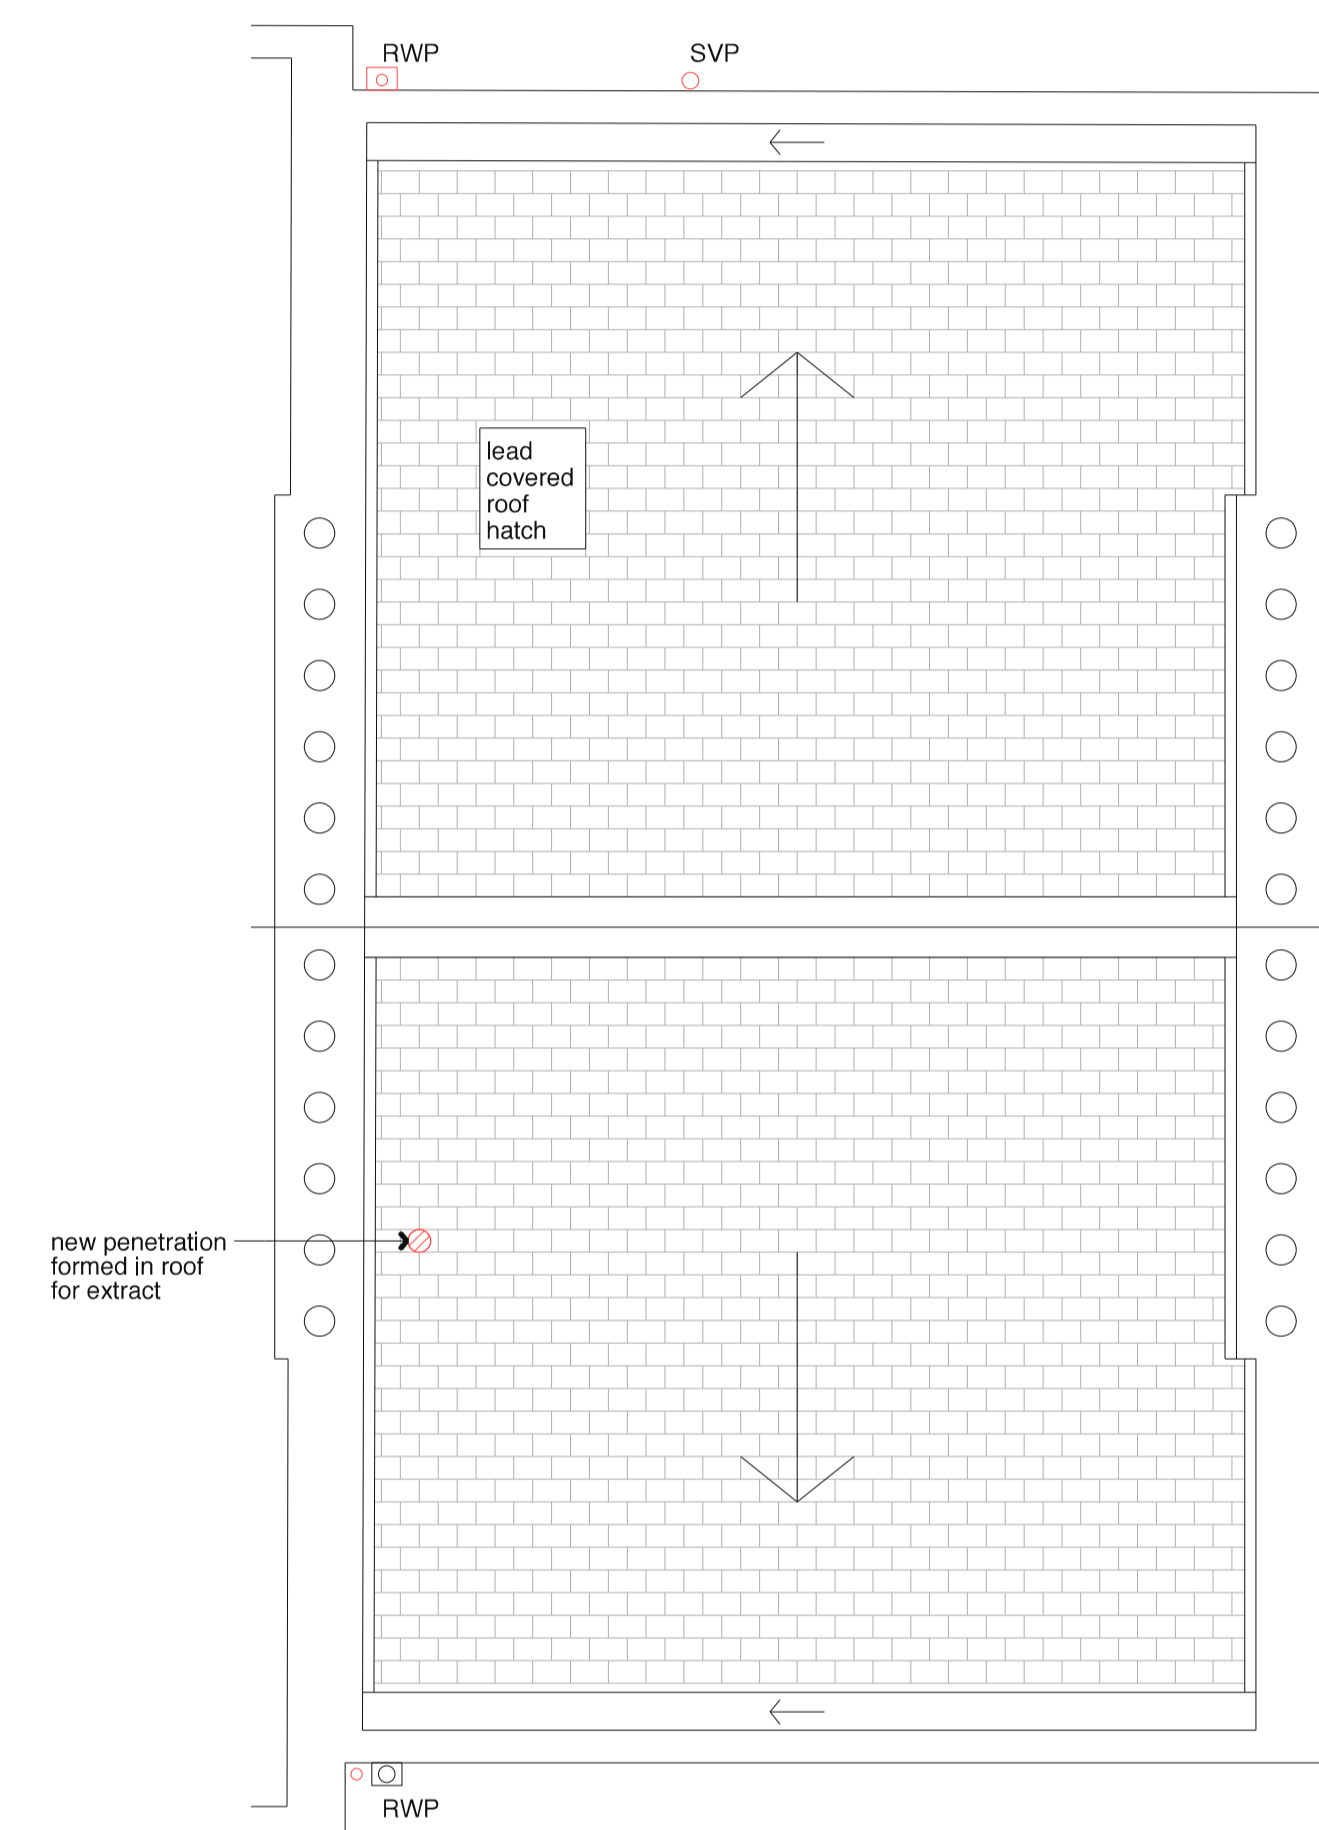 RWP
SVP
lead
covered
roof
hatch
new penetration
formed in roof
for extract
RWP